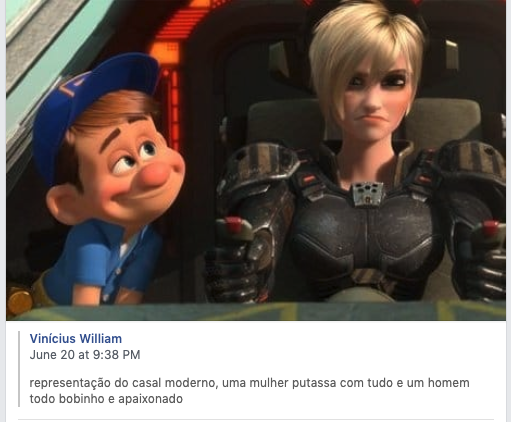 Vinícius William
June 20 at 9:38 PM
representação do casal moderno, uma mulher putassa com tudo e um homem
todo bobinho e apaixonado